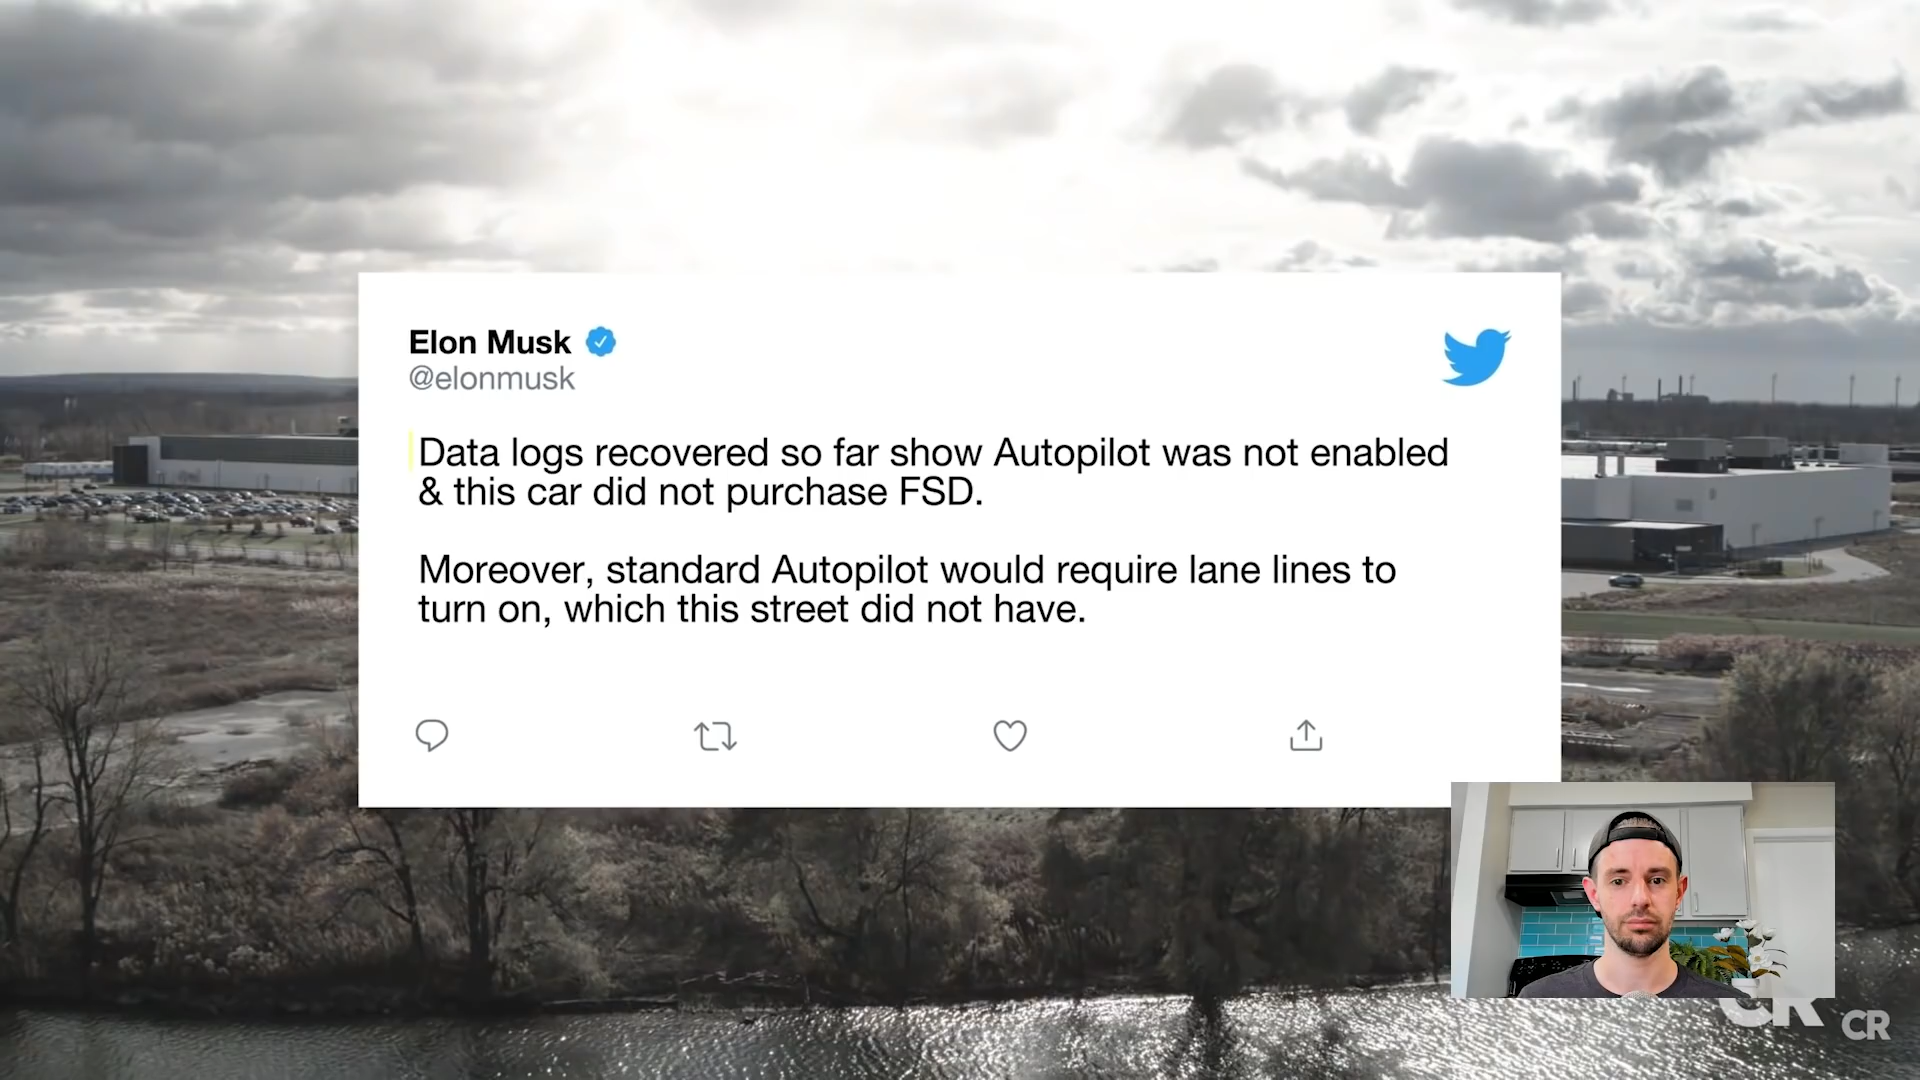 Elon Musk
@elonmusk
Data logs recovered so far show Autopilot was not enabled
& this car did not purchase FSD.
Moreover, standard Autopilot would require lane lines to
turn on, which this street did not have.
CR
CR